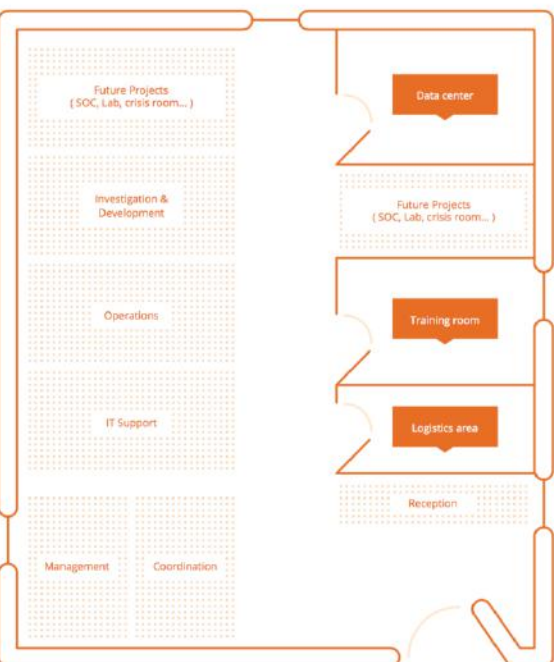 Future Projects
( SOC, Lab, crisis room... )
Data center
Investigation &
Development
Future Projects
( SOC, Lab, crisis room... )
Operations
Training room
IT Support
Logistics area
Reception
Management
Coordination